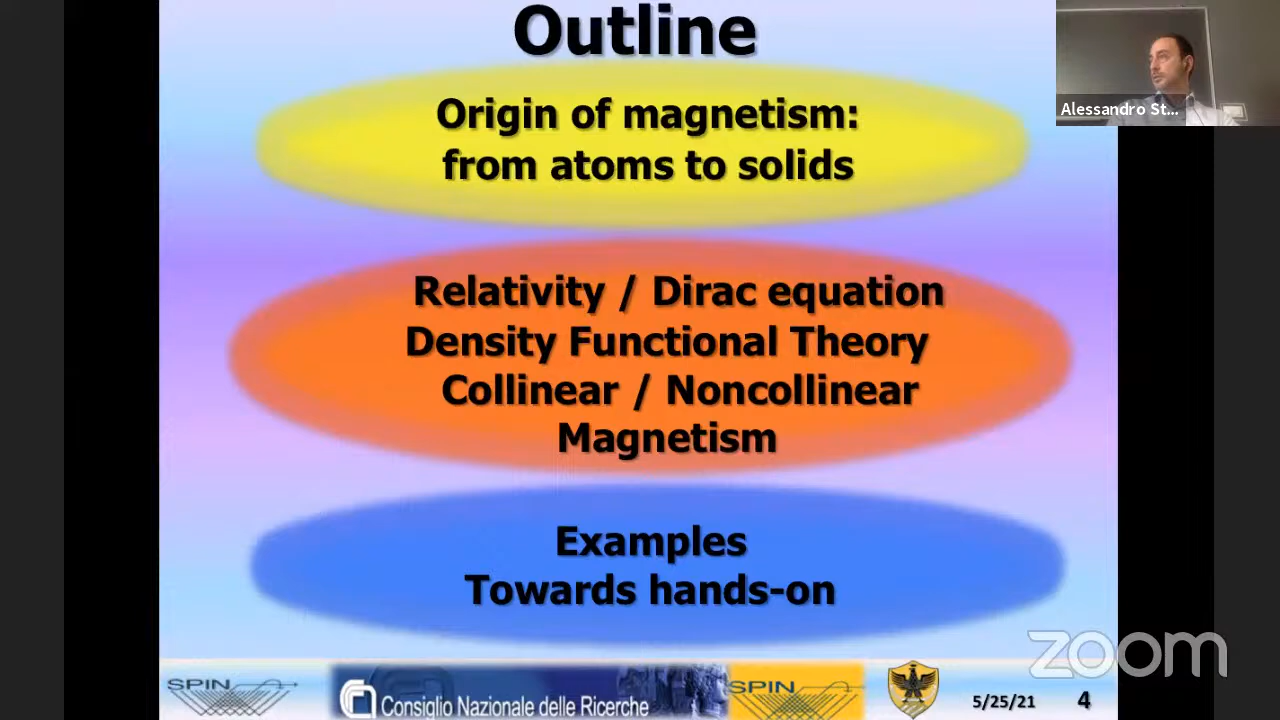 Outline
Alessandro St...
Origin of magnetism:
from atoms to solids
Relativity / Dirac equation
Density Functional Theory
Collinear / Noncollinear
Magnetism
Examples
Towards hands-on
zoom
SPIN
Consiglio Nazionale delle Ricerche
SPIN
5/25/21
4